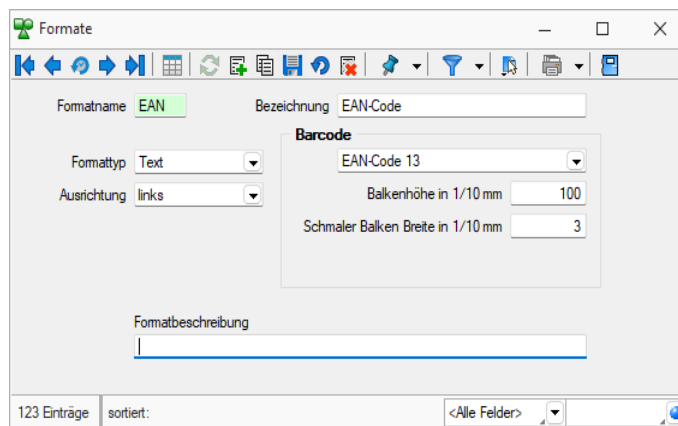 Formate
Formatname EAN Bezeichnung EAN-Code
Barcode
Formattyp Text EAN-Code 13
Ausrichtung links Balkenhöhe in 1/10 mm 100
Schmaler Balken Breite in 1/10 mm 3
Formatbeschreibung
123 Einträge sortiert: <Alle Felder>